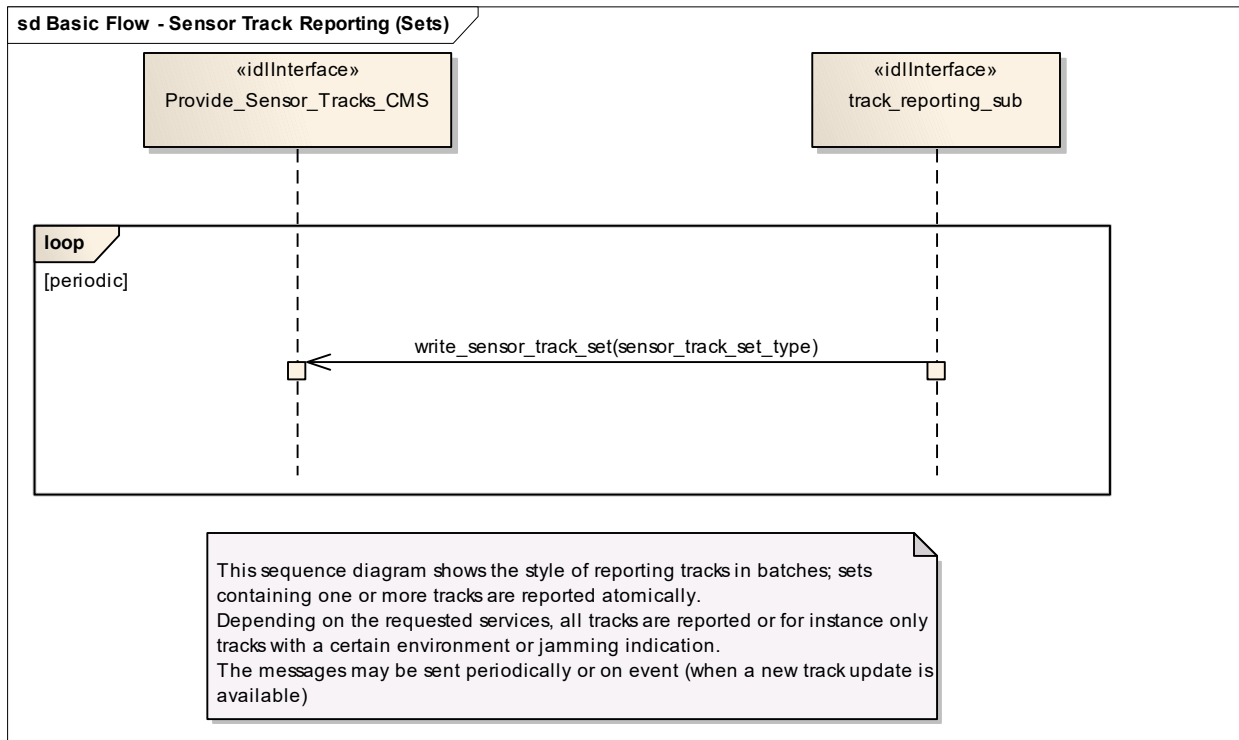 sd Basic Flow - Sensor Track Reporting (Sets)
«idlInterface»
Provide_Sensor_Tracks_CMS
«idlInterface»
track_reporting_sub
loop
[periodic]
write_sensor_track_set(sensor_track_set_type)
This sequence diagram shows the style of reporting tracks in batches; sets
containing one or more tracks are reported atomically.
Depending on the requested services, all tracks are reported or for instance only
tracks with a certain environment or jamming indication.
The messages may be sent periodically or on event (when a new track update is
available)